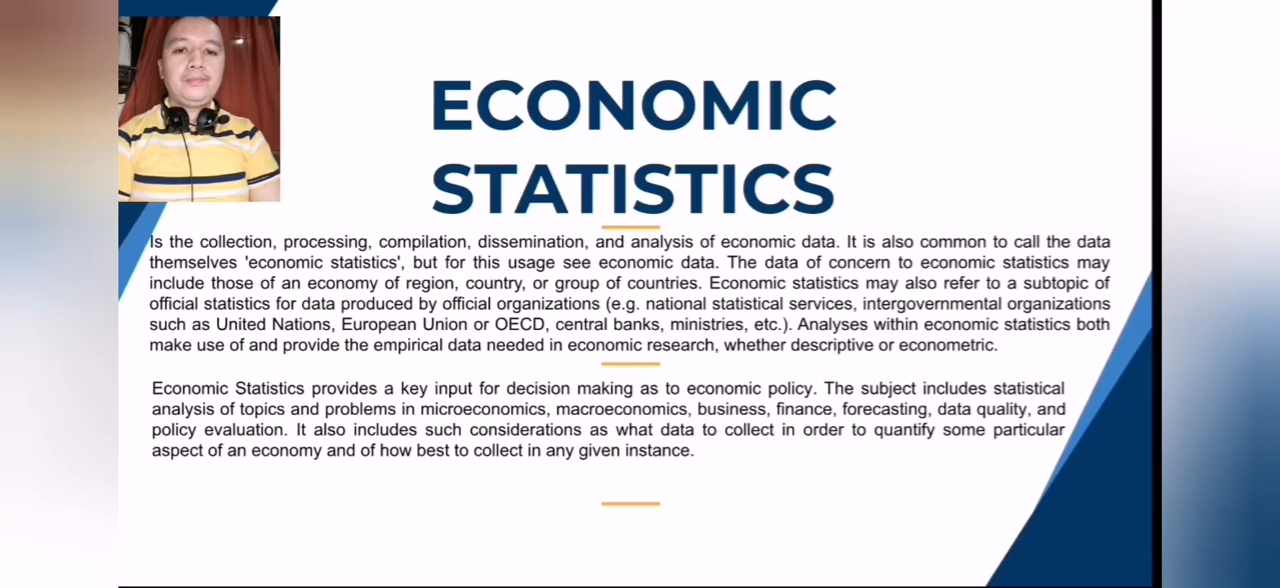 ECONOMIC
STATISTICS
Is the collection, processing, compilation, dissemination, and analysis of economic data. It is also common to call the data
themselves 'economic statistics', but for this usage see economic data. The data of concern to economic statistics may
include those of an economy of region, country, or group of countries. Economic statistics may also refer to a subtopic of
official statistics for data produced by official organizations (e.g. national statistical services, intergovernmental organizations
such as United Nations, European Union or OECD, central banks, ministries, etc.). Analyses within economic statistics both
make use of and provide the empirical data needed in economic research, whether descriptive or econometric.
Economic Statistics provides a key input for decision making as to economic policy. The subject includes statistical
analysis of topics and problems in microeconomics, macroeconomics, business, finance, forecasting, data quality, and
policy evaluation. It also includes such considerations as what data to collect in order to quantify some particular
aspect of an economy and of how best to collect in any given instance.